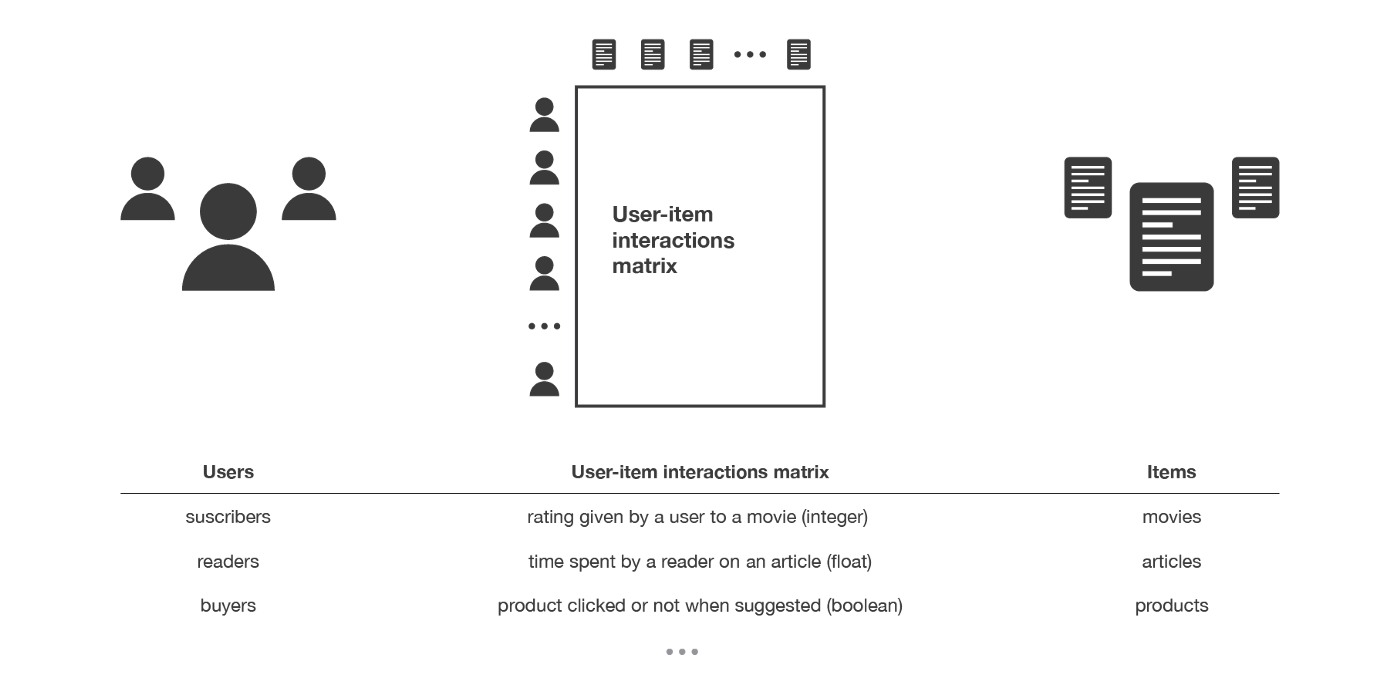 User-item
interactions
matrix
Users User-item interactions matrix Items
suscribers rating given by a user to a movie (integer) movies
readers time spent by a reader on an article (float) articles
buyers product clicked or not when suggested (boolean) products